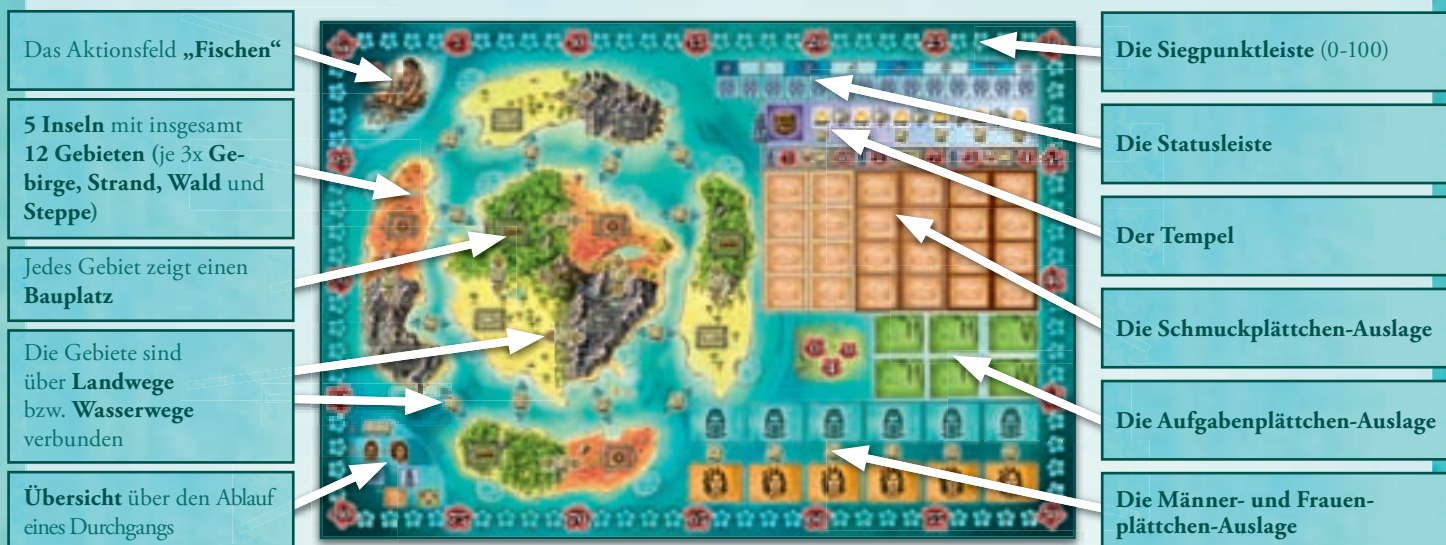 Das Aktionsfeld „Fischen“
5 Inseln mit insgesamt
12 Gebieten (je 3x Ge-
birge, Strand, Wald und
Steppe)
Jedes Gebiet zeigt einen
Bauplatz
Die Gebiete sind
über Landwege
bzw. Wasserwege
verbunden
Übersicht über den Ablauf
eines Durchgangs
Die Siegpunktleiste (0-100)
Die Statusleiste
Der Tempel
Die Schmuckplättchen-Auslage
Die Aufgabenplättchen-Auslage
Die Männer- und Frauen-
plättchen-Auslage